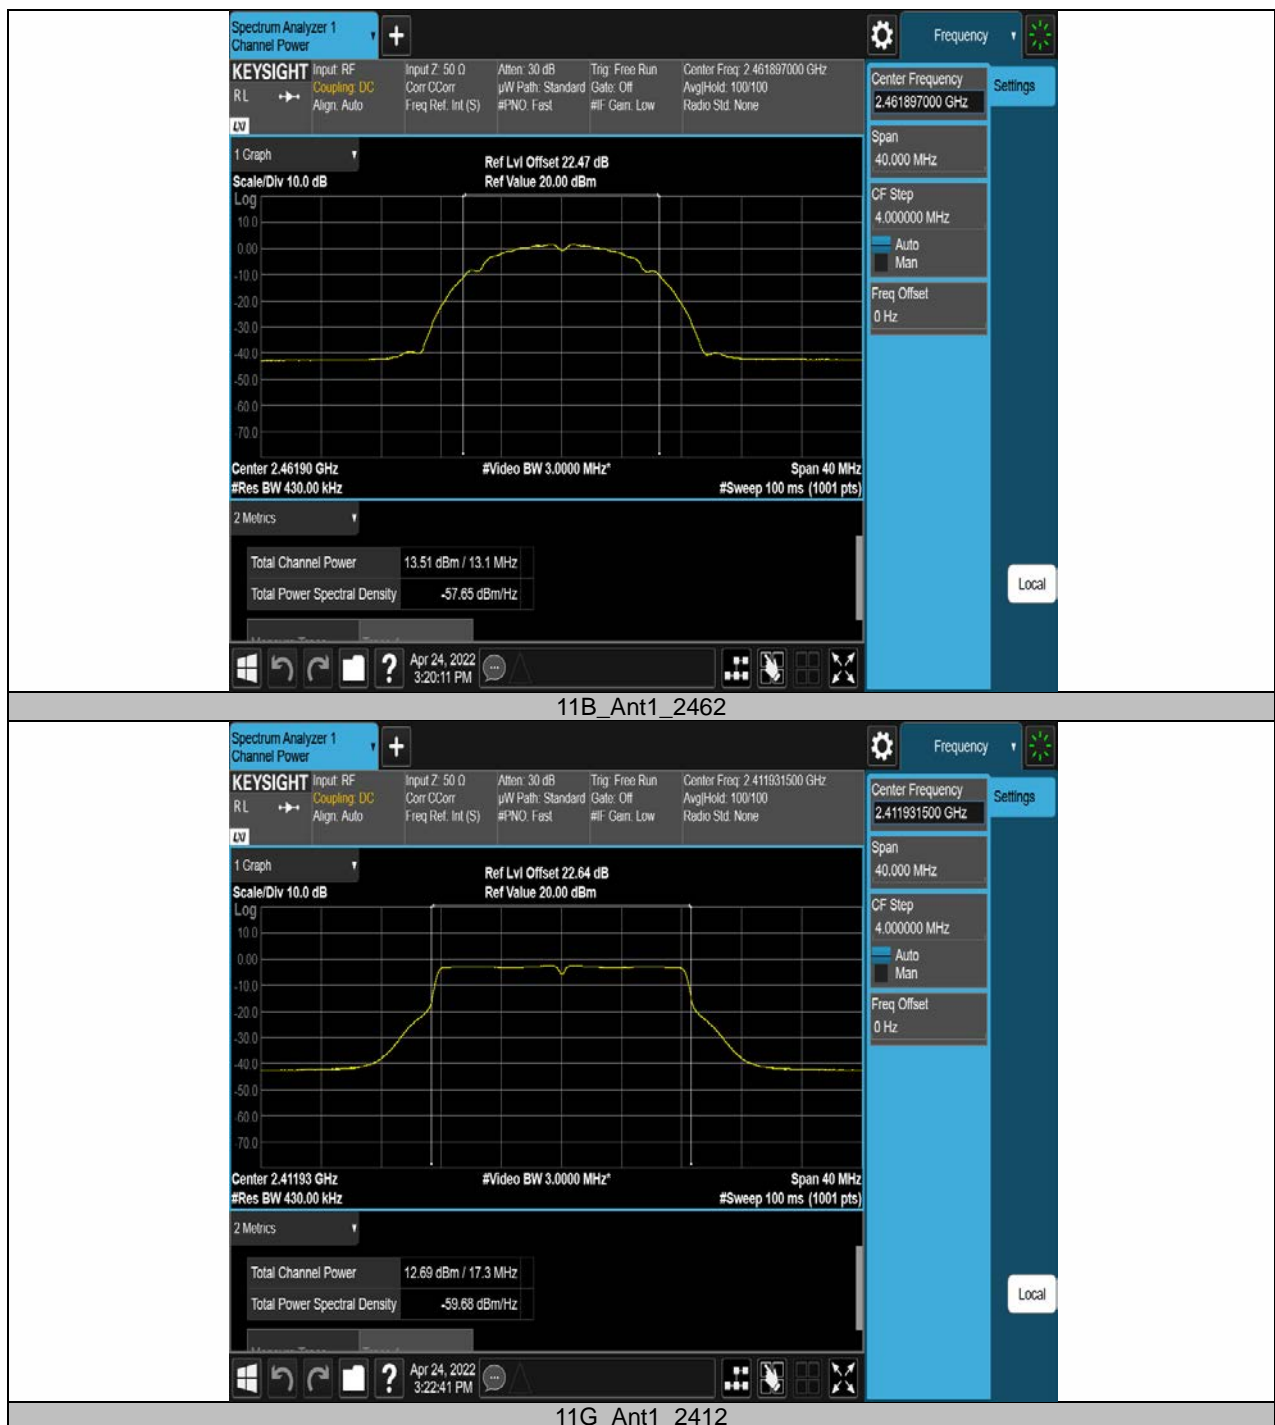 Spectrum Analyzer 1
Channel Power
+
Frequency
KEYSIGHT
RL
LXI
Input: RF
Coupling: DC
Align: Auto
Input Z: 50 Ω
Corr CCorr
Freq Ref: Int (S)
Atten: 30 dB
µW Path: Standard
#PNO: Fast
Trig: Free Run
Gate: Off
#IF Gain: Low
Center Freq: 2.461897000 GHz
Avg|Hold: 100/100
Radio Std: None
Center Frequency
2.461897000 GHz
Settings
Span
40.000 MHz
CF Step
4.000000 MHz
Auto
Man
Freq Offset
0 Hz
1 Graph
Scale/Div 10.0 dB
Ref Lvl Offset 22.47 dB
Ref Value 20.00 dBm
Log
10.0
0.00
-10.0
-20.0
-30.0
-40.0
-50.0
-60.0
-70.0
Center 2.46190 GHz
#Video BW 3.0000 MHz*
Span 40 MHz
#Res BW 430.00 kHz
#Sweep 100 ms (1001 pts)
2 Metrics
Total Channel Power 13.51 dBm / 13.1 MHz
Total Power Spectral Density -57.65 dBm/Hz
Local
?
Apr 24, 2022
3:20:11 PM
11B_Ant1_2462
Spectrum Analyzer 1
Channel Power
+
Frequency
KEYSIGHT
RL
LXI
Input: RF
Coupling: DC
Align: Auto
Input Z: 50 Ω
Corr CCorr
Freq Ref: Int (S)
Atten: 30 dB
µW Path: Standard
#PNO: Fast
Trig: Free Run
Gate: Off
#IF Gain: Low
Center Freq: 2.411931500 GHz
Avg|Hold: 100/100
Radio Std: None
Center Frequency
2.411931500 GHz
Settings
Span
40.000 MHz
CF Step
4.000000 MHz
Auto
Man
Freq Offset
0 Hz
1 Graph
Scale/Div 10.0 dB
Ref Lvl Offset 22.64 dB
Ref Value 20.00 dBm
Log
10.0
0.00
-10.0
-20.0
-30.0
-40.0
-50.0
-60.0
-70.0
Center 2.41193 GHz
#Video BW 3.0000 MHz*
Span 40 MHz
#Res BW 430.00 kHz
#Sweep 100 ms (1001 pts)
2 Metrics
Total Channel Power 12.69 dBm / 17.3 MHz
Total Power Spectral Density -59.68 dBm/Hz
Local
?
Apr 24, 2022
3:22:41 PM
11G_Ant1_2412